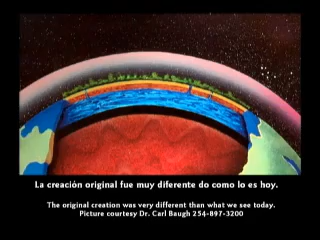 La creación original fue muy diferente do como lo es hoy.
The original creation was very different than what we see today.
Picture courtesy Dr. Carl Baugh 254-897-3200